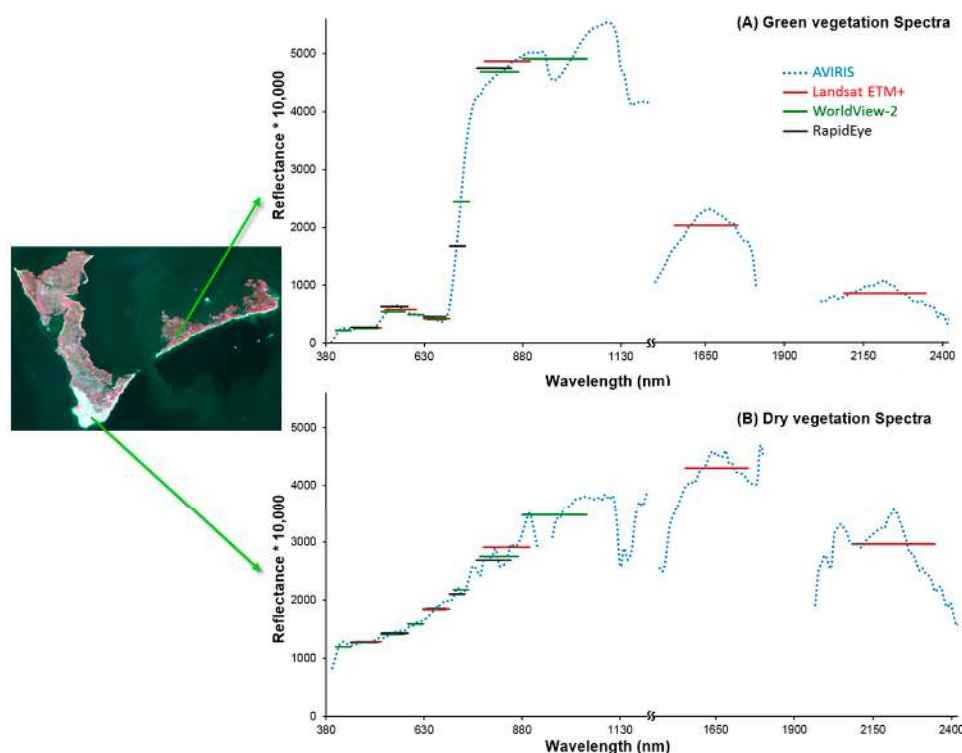 (A) Green vegetation Spectra
AVIRIS
Landsat ETM+
WorldView-2
RapidEye
Reflectance * 10,000
5000
4000
3000
2000
1000
0
380 630 880 1130 1650 1900 2150 2400
Wavelength (nm)
(B) Dry vegetation Spectra
Reflectance * 10,000
5000
4000
3000
2000
1000
0
380 630 880 1130 1650 1900 2150 2400
Wavelength (nm)